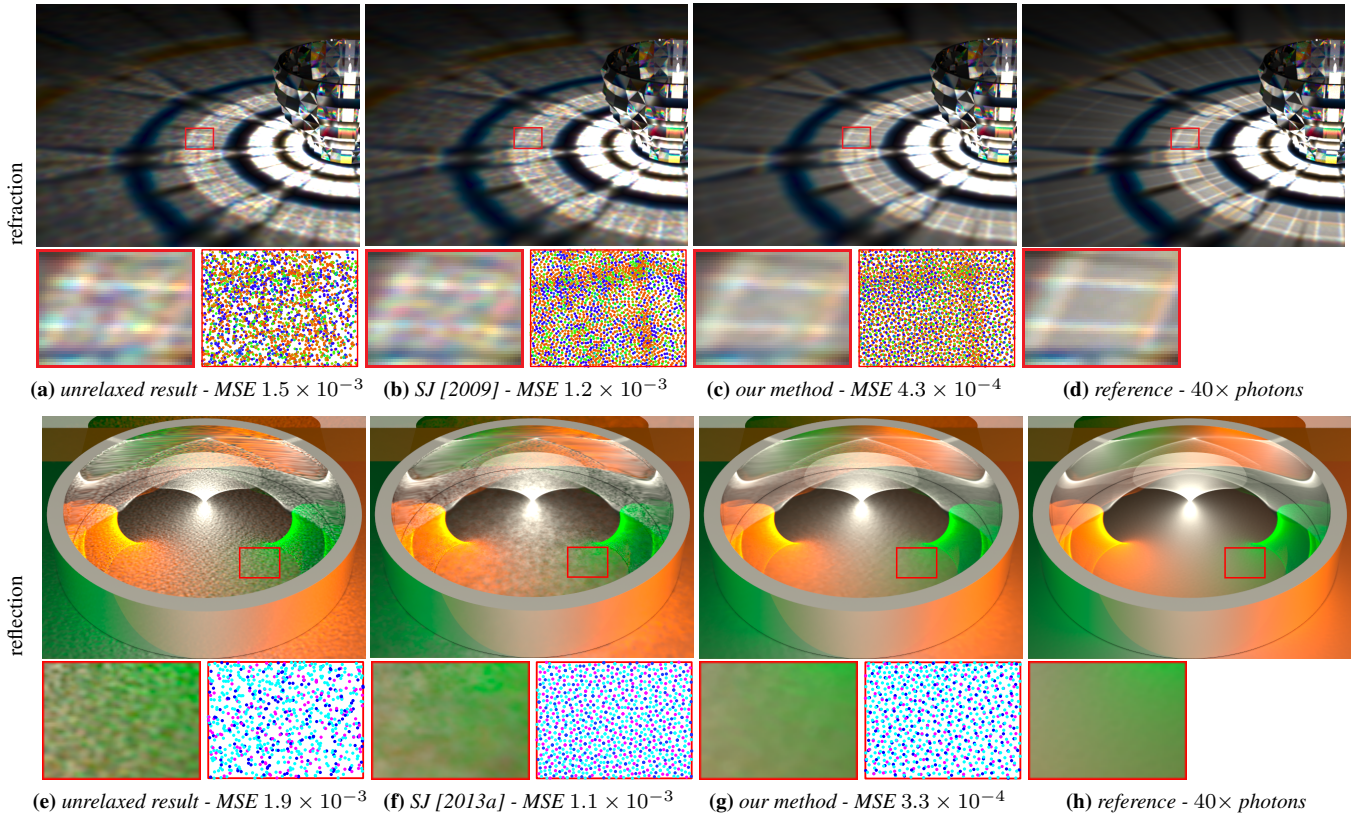 refraction
(a) unrelaxed result - MSE 1.5 × 10⁻³
(b) SJ [2009] - MSE 1.2 × 10⁻³
(c) our method - MSE 4.3 × 10⁻⁴
(d) reference - 40× photons
reflection
(e) unrelaxed result - MSE 1.9 × 10⁻³
(f) SJ [2013a] - MSE 1.1 × 10⁻³
(g) our method - MSE 3.3 × 10⁻⁴
(h) reference - 40× photons